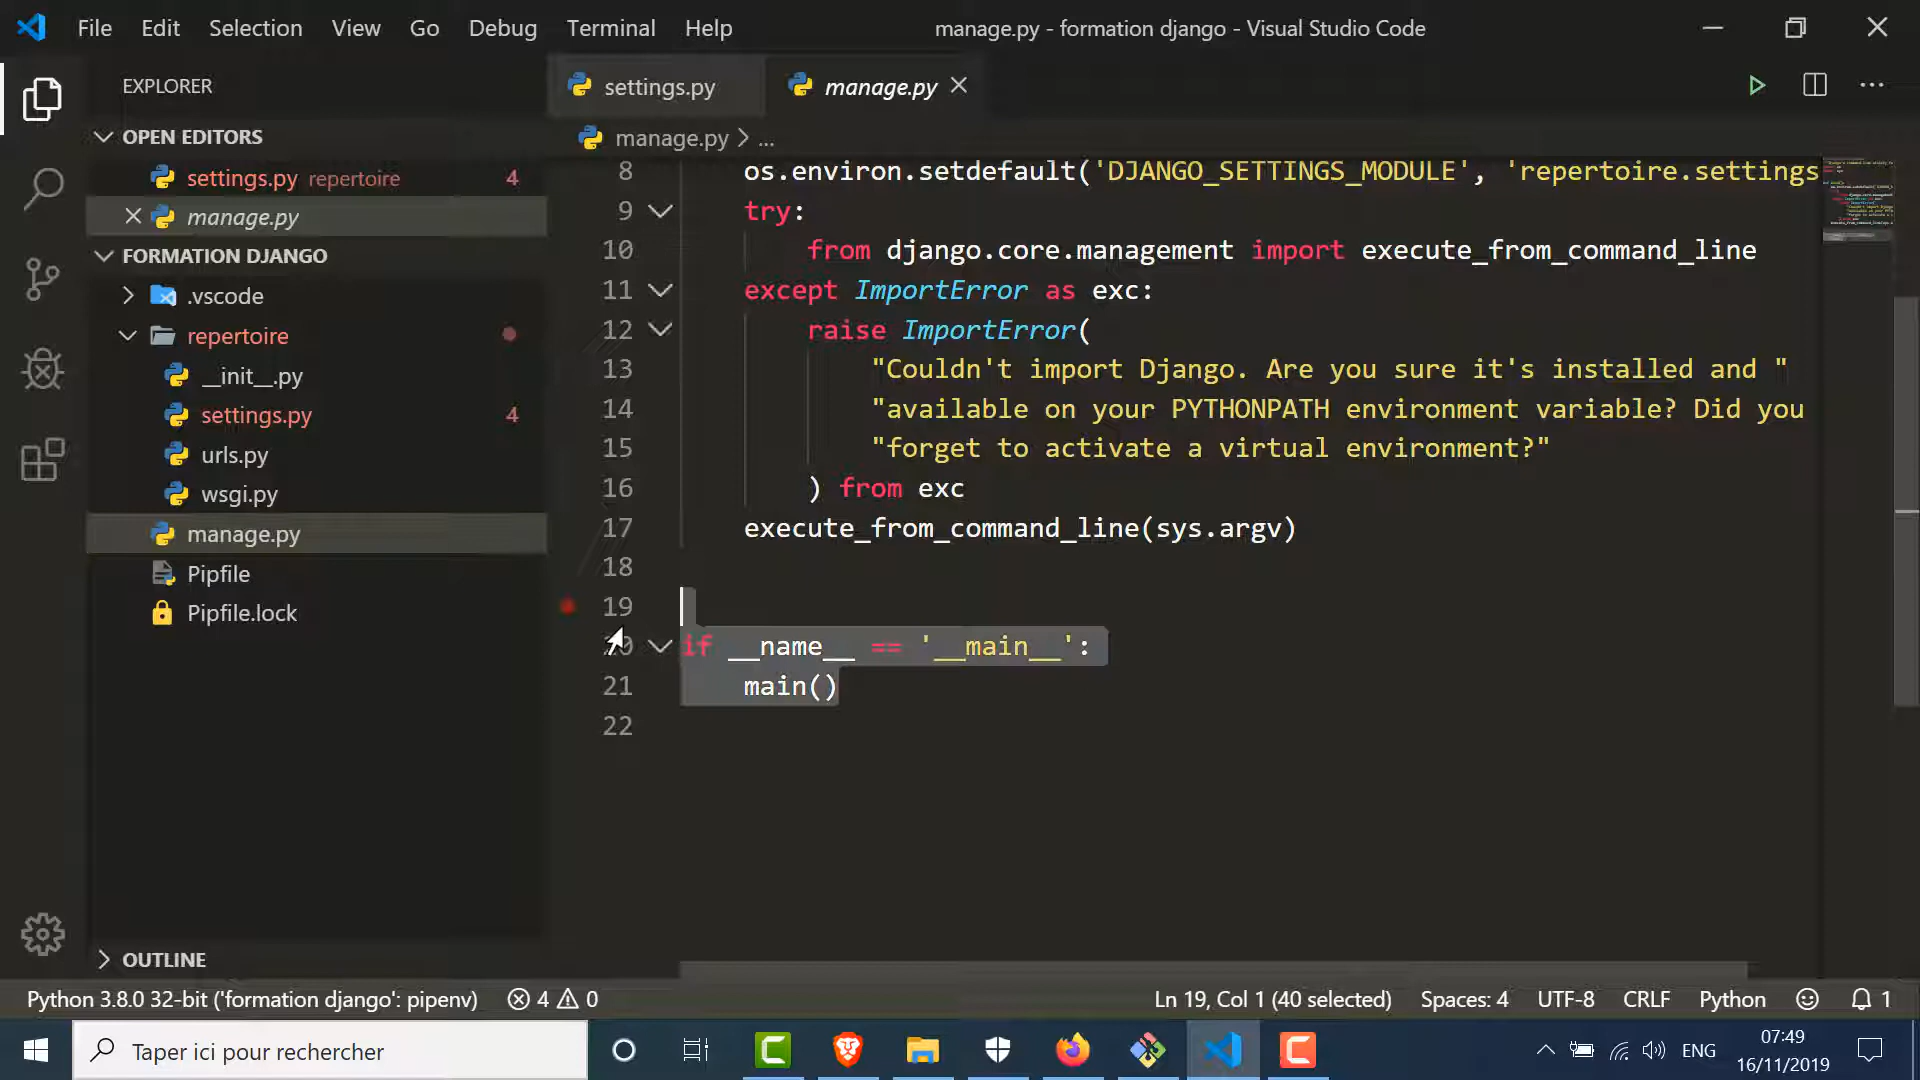 File Edit Selection View Go Debug Terminal Help
manage.py - formation django - Visual Studio Code
EXPLORER
OPEN EDITORS
settings.py repertoire 4
manage.py
FORMATION DJANGO
.vscode
repertoire
__init__.py
settings.py 4
urls.py
wsgi.py
manage.py
Pipfile
Pipfile.lock
OUTLINE
settings.py
manage.py
manage.py > ...
8 os.environ.setdefault('DJANGO_SETTINGS_MODULE', 'repertoire.settings
9 try:
10 from django.core.management import execute_from_command_line
11 except ImportError as exc:
12 raise ImportError(
13 "Couldn't import Django. Are you sure it's installed and "
14 "available on your PYTHONPATH environment variable? Did you
15 "forget to activate a virtual environment?"
16 ) from exc
17 execute_from_command_line(sys.argv)
18
19
20 if __name__ == '__main__':
21 main()
22
Python 3.8.0 32-bit ('formation django': pipenv) 4 0
Ln 19, Col 1 (40 selected) Spaces: 4 UTF-8 CRLF Python 1
Taper ici pour rechercher
ENG
07:49
16/11/2019